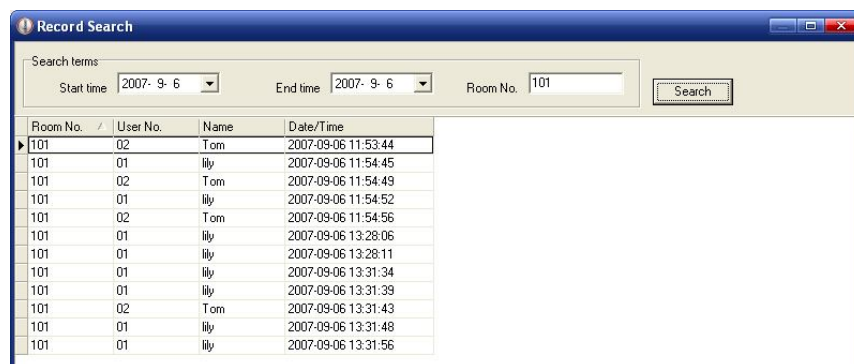 Record Search
Search terms
Start time 2007- 9- 6 End time 2007- 9- 6 Room No. 101 Search
Room No. User No. Name Date/Time
101 02 Tom 2007-09-06 11:53:44
101 01 lily 2007-09-06 11:54:45
101 02 Tom 2007-09-06 11:54:49
101 01 lily 2007-09-06 11:54:52
101 02 Tom 2007-09-06 11:54:56
101 01 lily 2007-09-06 13:28:06
101 01 lily 2007-09-06 13:28:11
101 01 lily 2007-09-06 13:31:34
101 01 lily 2007-09-06 13:31:39
101 02 Tom 2007-09-06 13:31:43
101 01 lily 2007-09-06 13:31:48
101 01 lily 2007-09-06 13:31:56